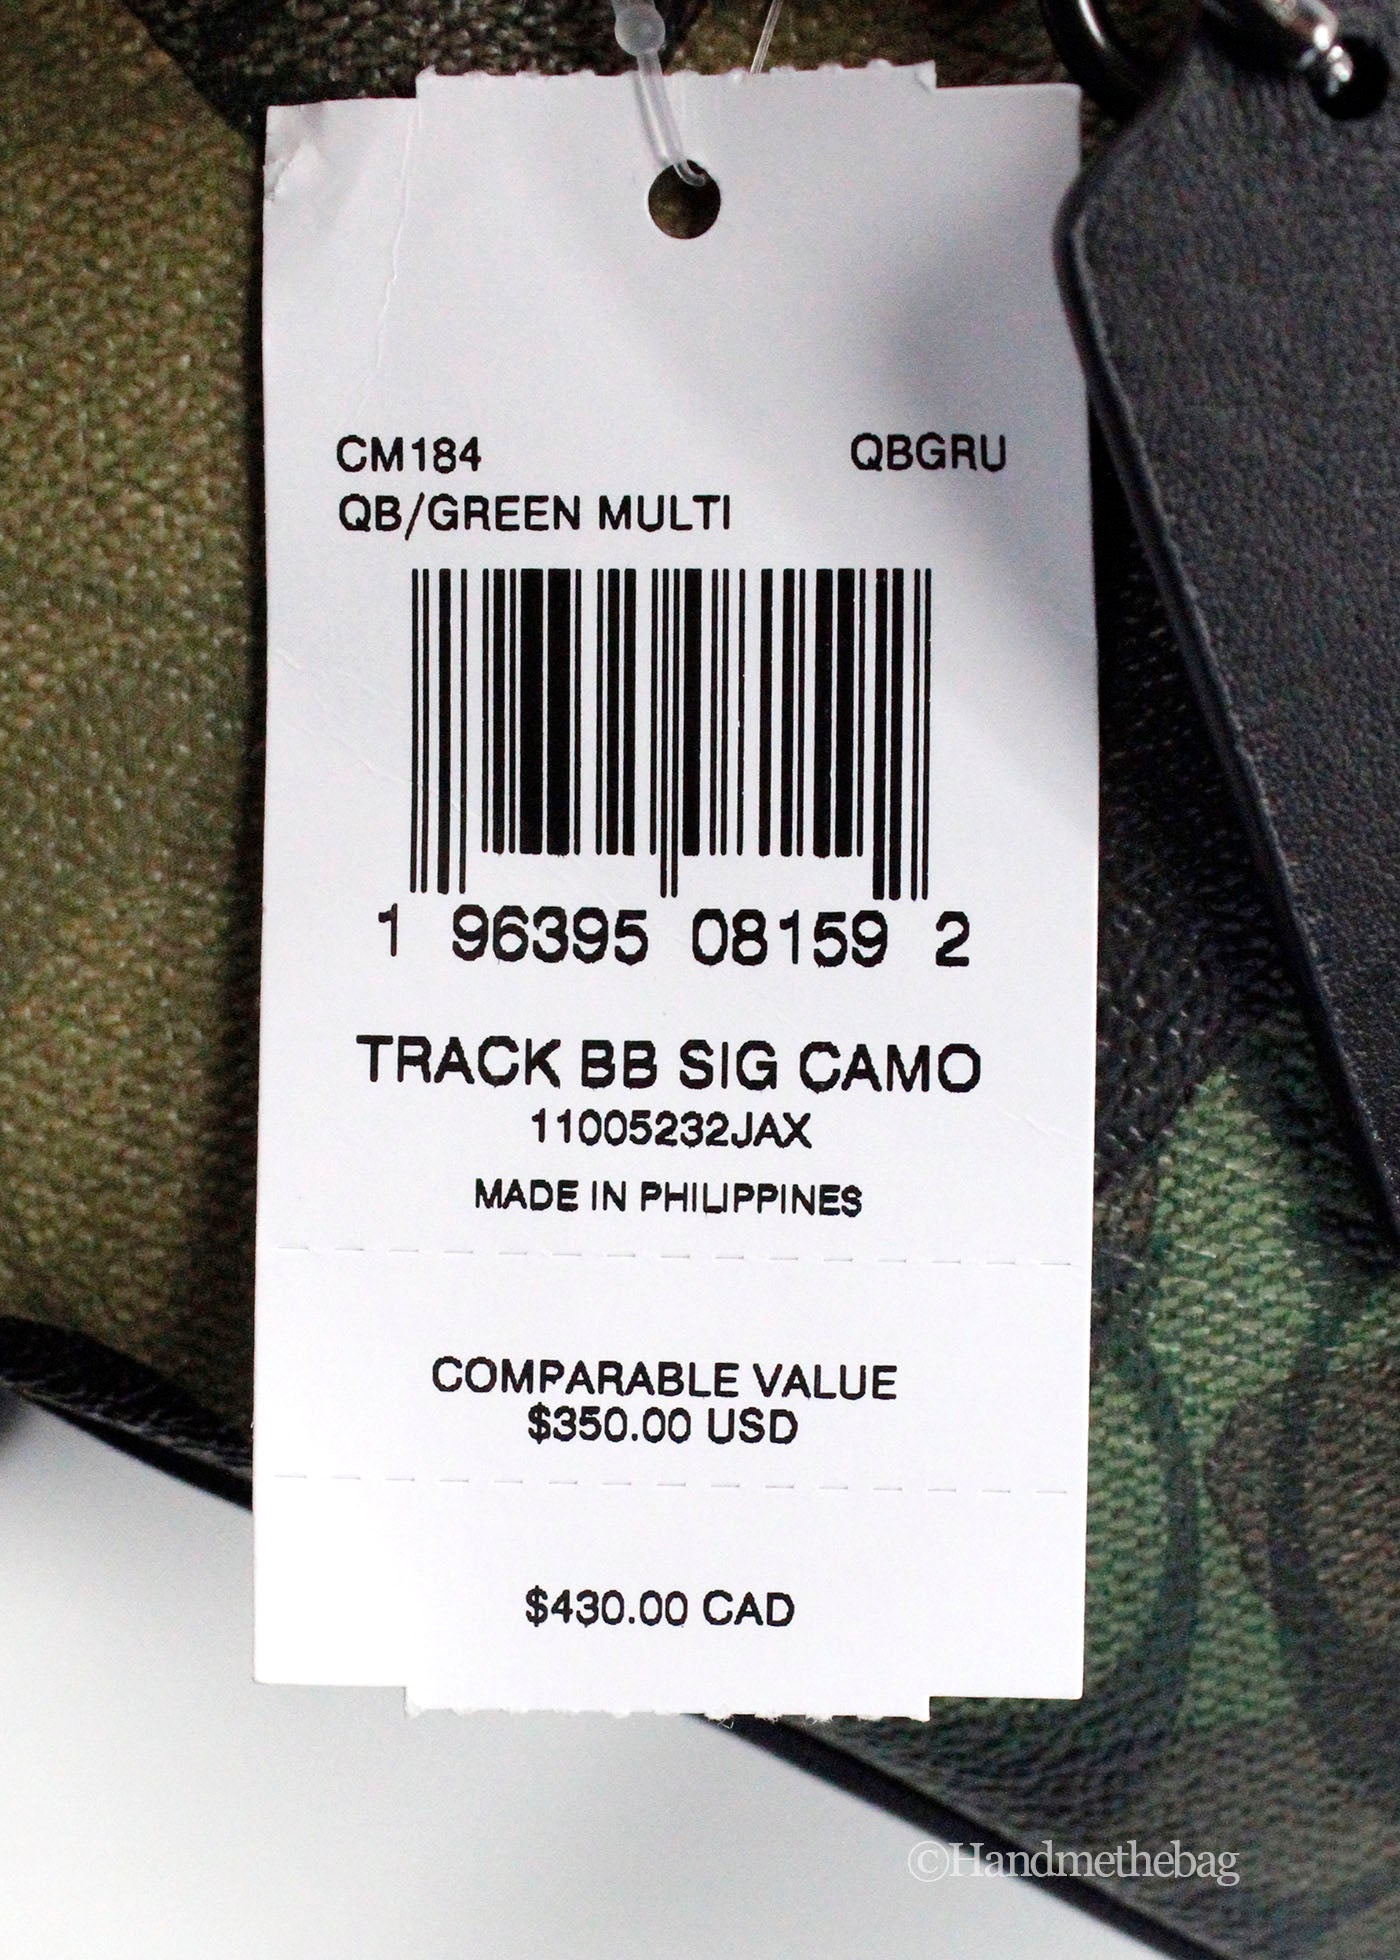 CM184 QBGRU
QB/GREEN MULTI
1 96395 08159 2
TRACK BB SIG CAMO
11005232JAX
MADE IN PHILIPPINES
COMPARABLE VALUE
$350.00 USD
$430.00 CAD
©Handmethebag